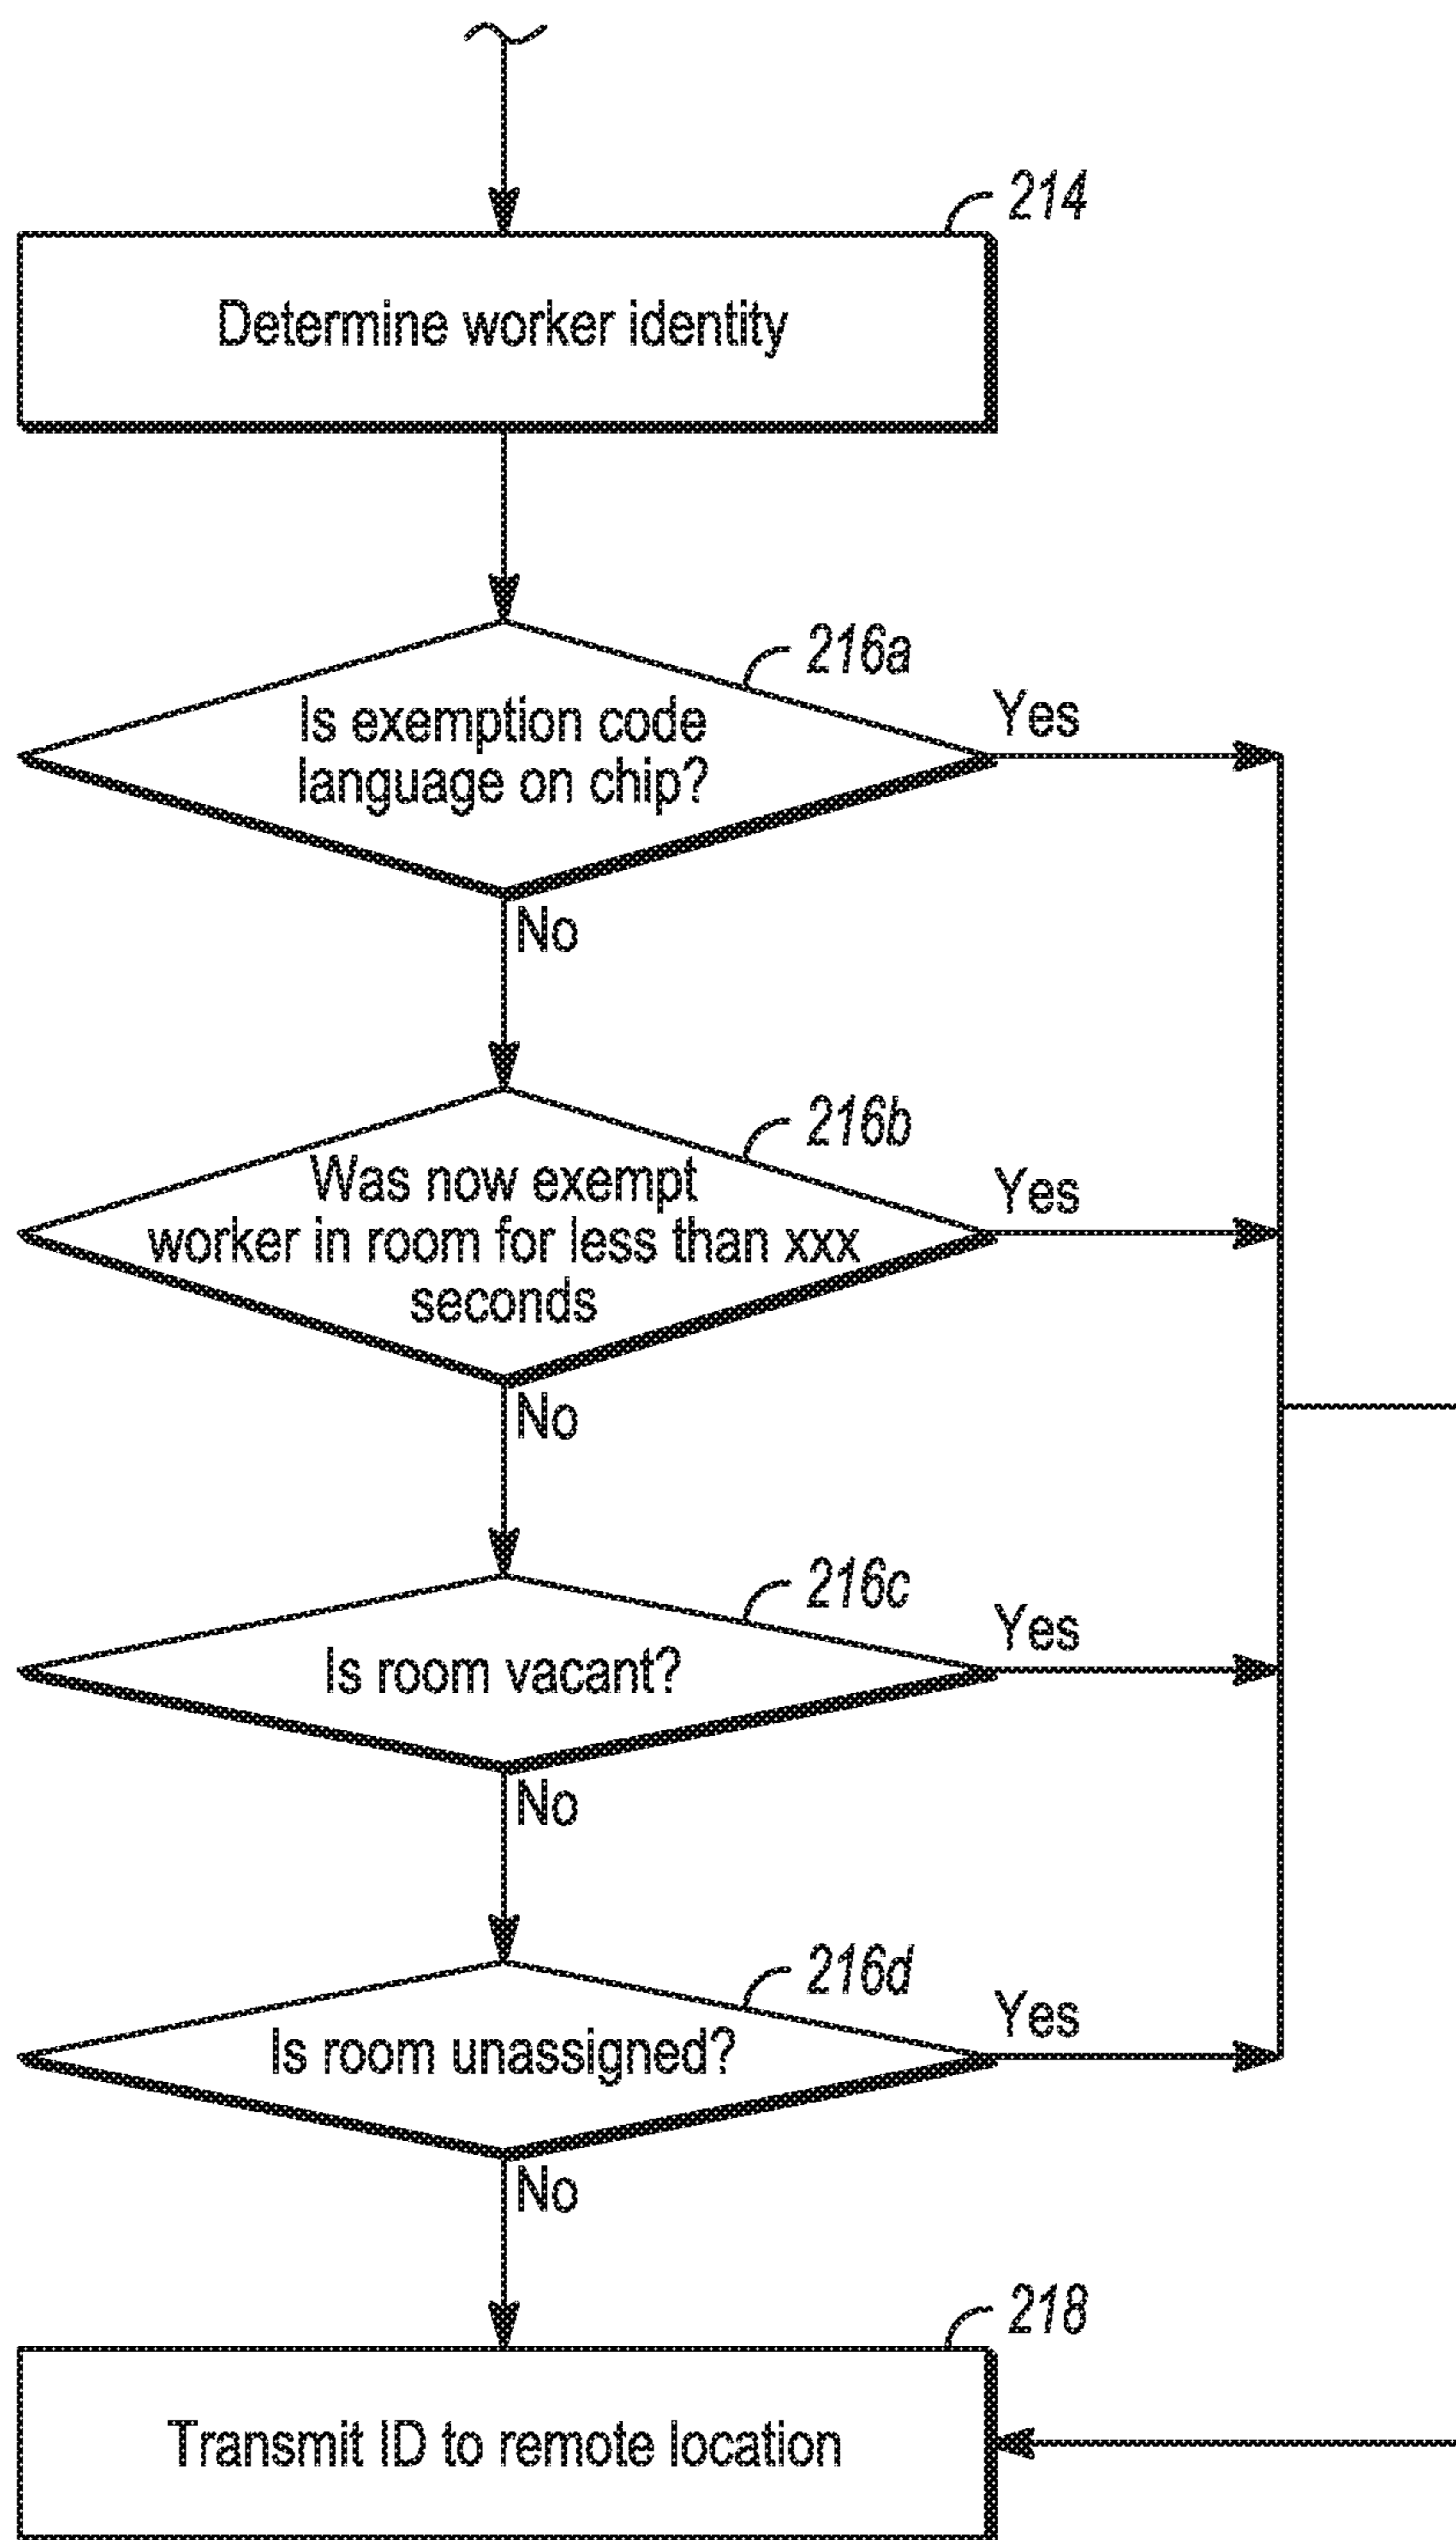 214
Determine worker identity
216a
Is exemption code
language on chip?
Yes
No
216b
Was now exempt
worker in room for less than xxx
seconds
Yes
No
216c
Is room vacant?
Yes
No
216d
Is room unassigned?
Yes
No
218
Transmit ID to remote location